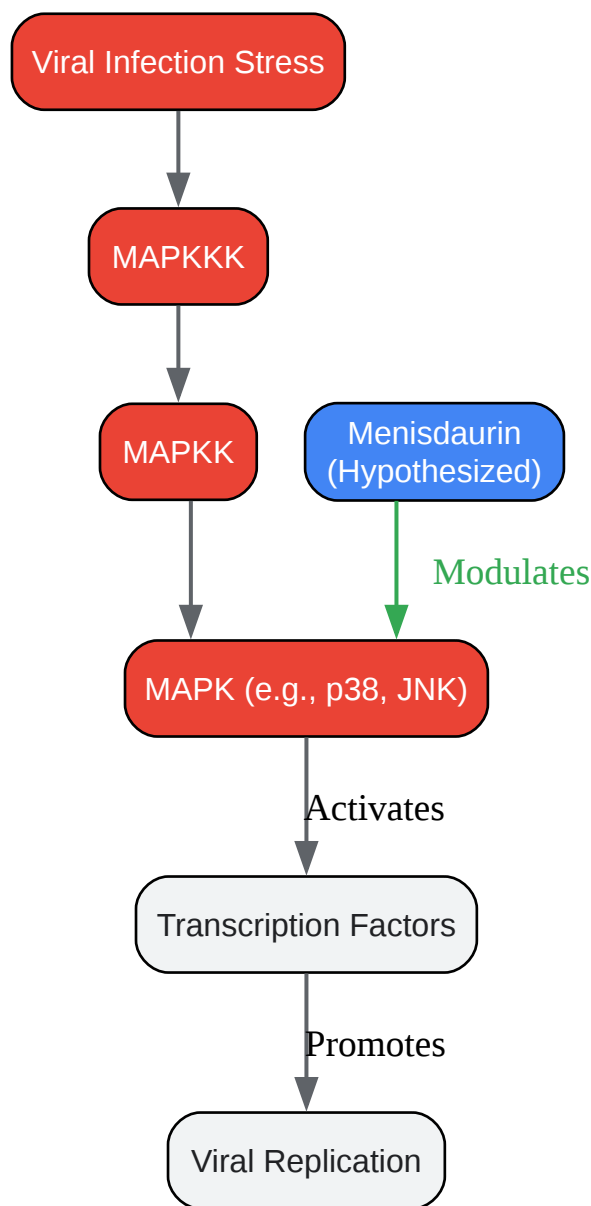 Viral Infection Stress
MAPKKK
MAPKK
Menisdaurin
(Hypothesized)
Modulates
MAPK (e.g., p38, JNK)
Activates
Transcription Factors
Promotes
Viral Replication